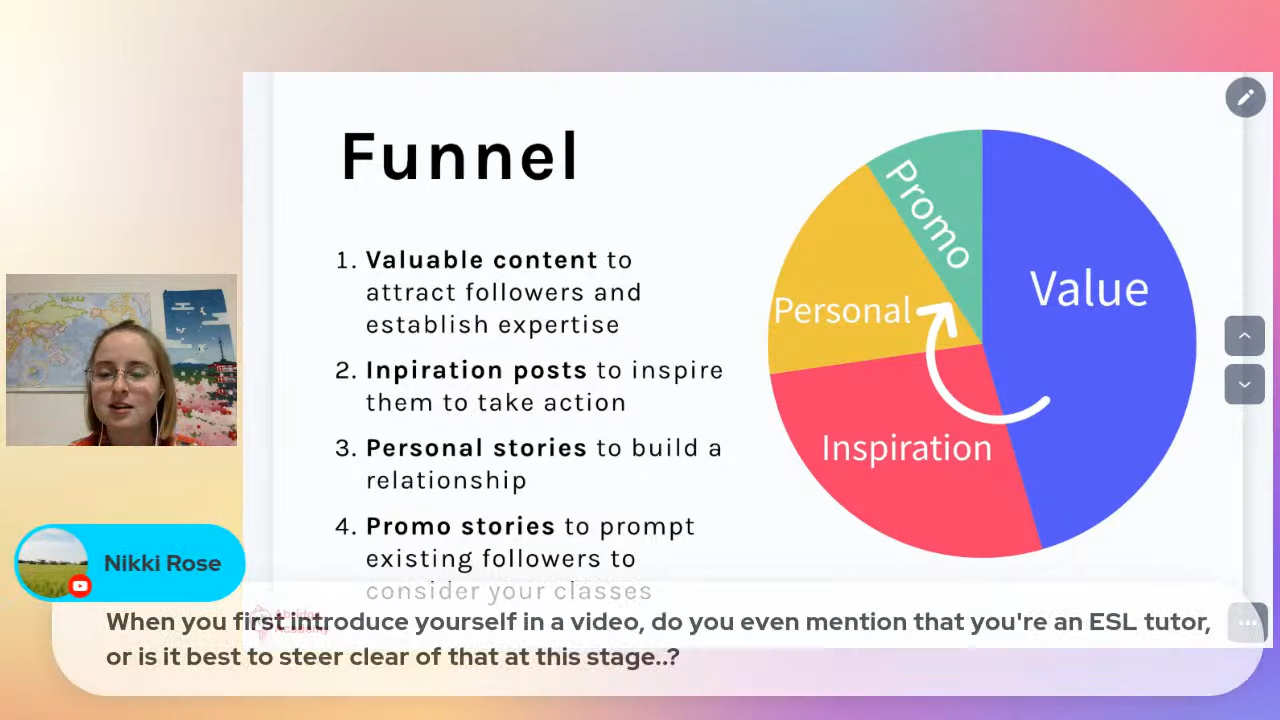 Funnel
1. Valuable content to
attract followers and
establish expertise
2. Inpiration posts to inspire
them to take action
3. Personal stories to build a
relationship
4. Promo stories to prompt
existing followers to
consider your classes
Promo
Value
Personal
Inspiration
Nikki Rose
When you first introduce yourself in a video, do you even mention that you're an ESL tutor,
or is it best to steer clear of that at this stage..?